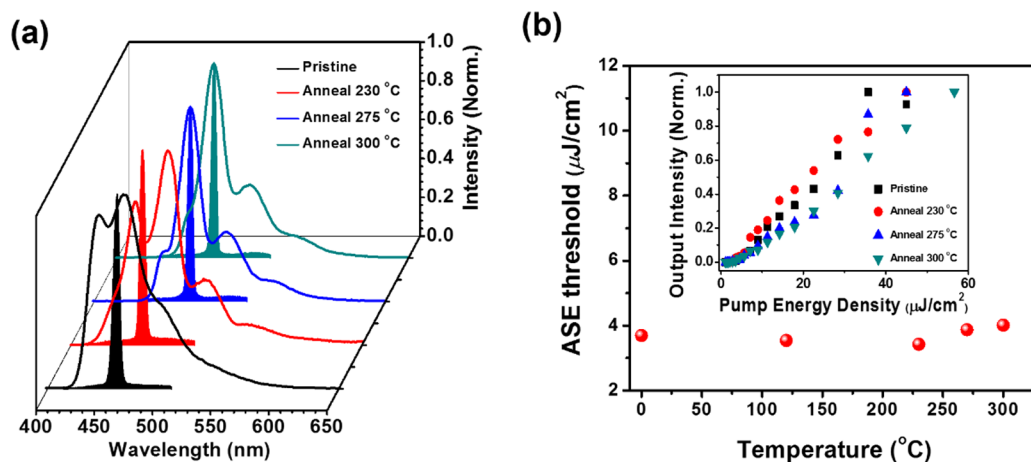 (a)
Pristine
Anneal 230 °C
Anneal 275 °C
Anneal 300 °C
1.0
0.8
0.6
0.4
0.2
0.0
Intensity (Norm.)
400 450 500 550 600 650
Wavelength (nm)
(b)
ASE threshold (μJ/cm²)
12
10
8
6
4
2
0 50 100 150 200 250 300
Temperature (°C)
Output Intensity (Norm.)
1.0
0.8
0.6
0.4
0.2
0.0
Pristine
Anneal 230 °C
Anneal 275 °C
Anneal 300 °C
0 20 40 60
Pump Energy Density (μJ/cm²)